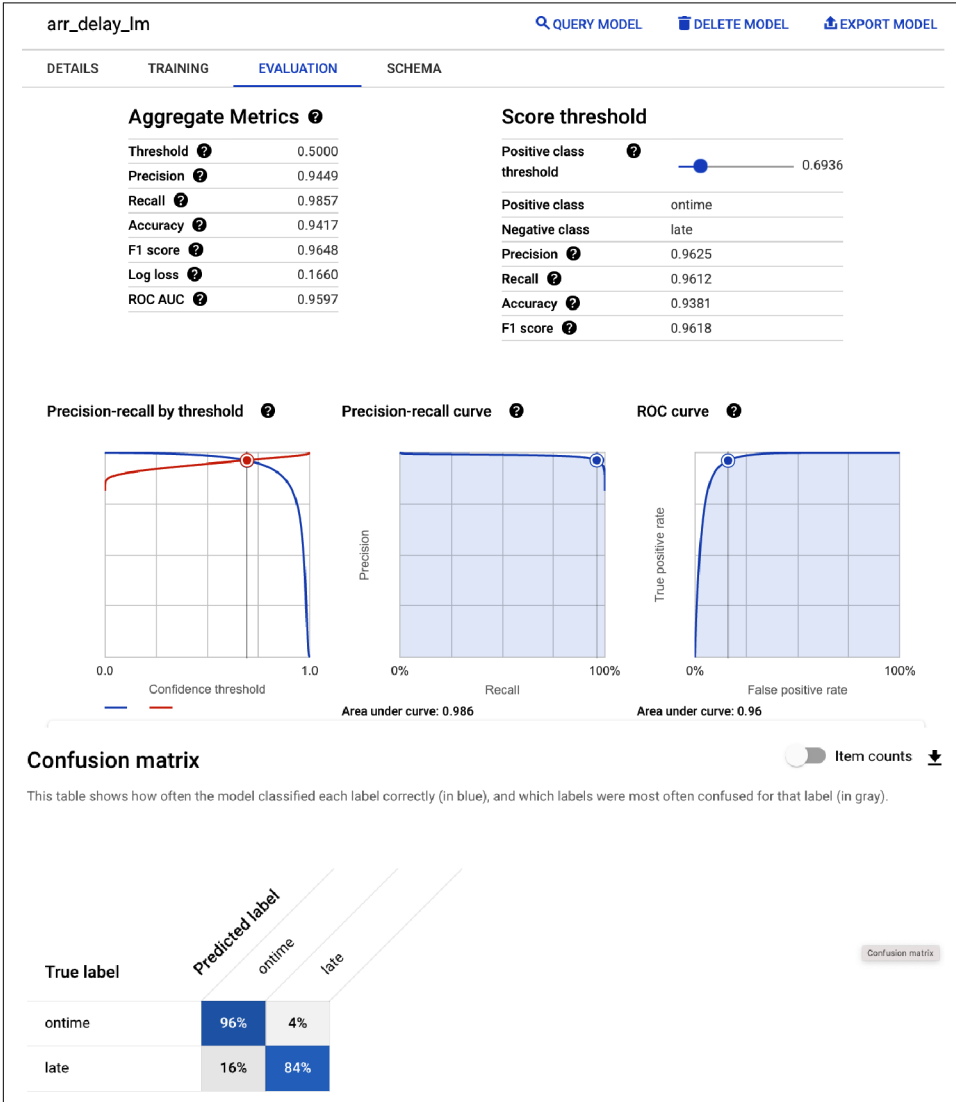 arr_delay_lm
QUERY MODEL
DELETE MODEL
EXPORT MODEL
DETAILS
TRAINING
EVALUATION
SCHEMA
Aggregate Metrics ?
Threshold ? 0.5000
Precision ? 0.9449
Recall ? 0.9857
Accuracy ? 0.9417
F1 score ? 0.9648
Log loss ? 0.1660
ROC AUC ? 0.9597
Score threshold
Positive class ?
threshold
0.6936
Positive class ontime
Negative class late
Precision ? 0.9625
Recall ? 0.9612
Accuracy ? 0.9381
F1 score ? 0.9618
Precision-recall by threshold ?
0.0 1.0
Confidence threshold
Precision-recall curve ?
Precision
0% 100%
Recall
Area under curve: 0.986
ROC curve ?
True positive rate
0% 100%
False positive rate
Area under curve: 0.96
Confusion matrix
Item counts
This table shows how often the model classified each label correctly (in blue), and which labels were most often confused for that label (in gray).
True label
Predicted label
ontime
late
ontime 96% 4%
late 16% 84%
Confusion matrix